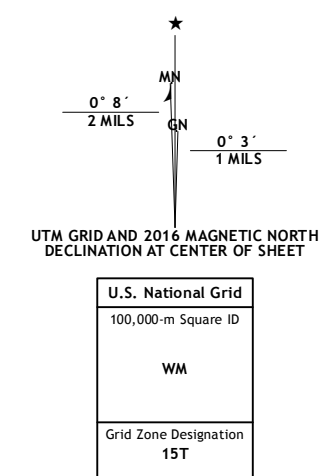 MN
0° 8´
2 MILS
GN
0° 3´
1 MILS
UTM GRID AND 2016 MAGNETIC NORTH
DECLINATION AT CENTER OF SHEET
U.S. National Grid
100,000-m Square ID
WM
Grid Zone Designation
15T